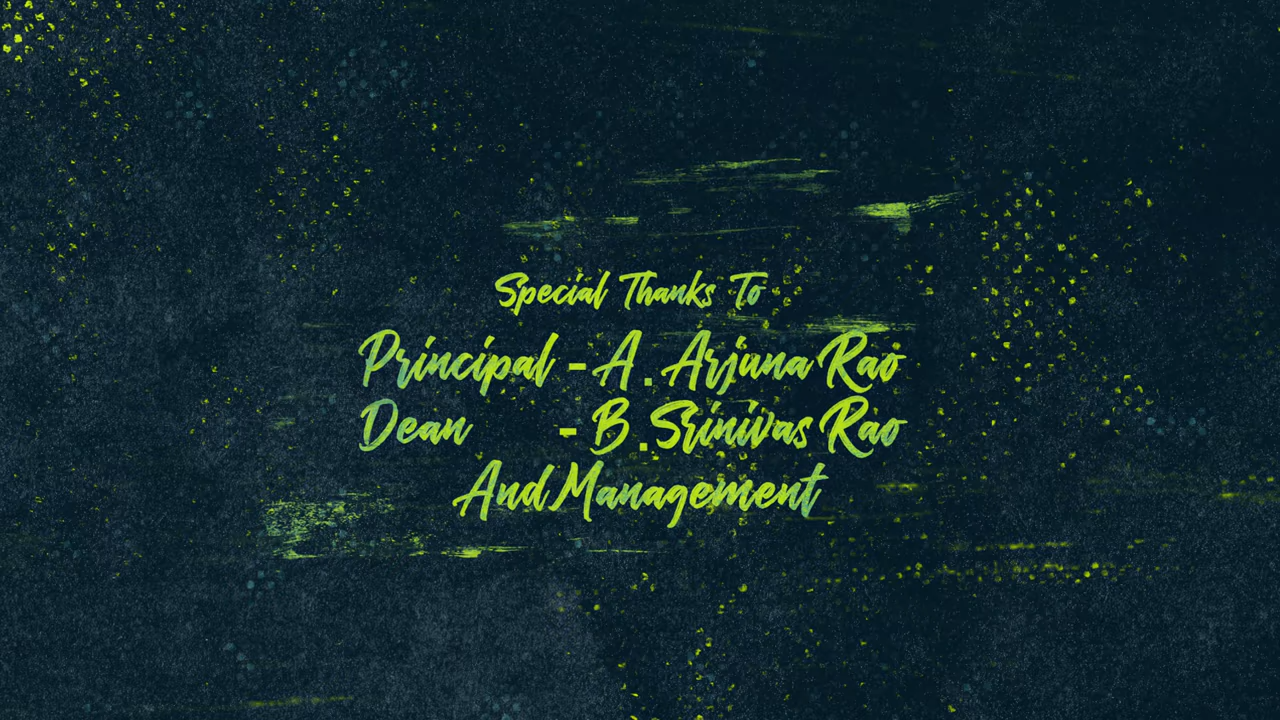 Special Thanks To
Principal - A. Arjuna Rao
Dean - B. Srinivas Rao
And Management